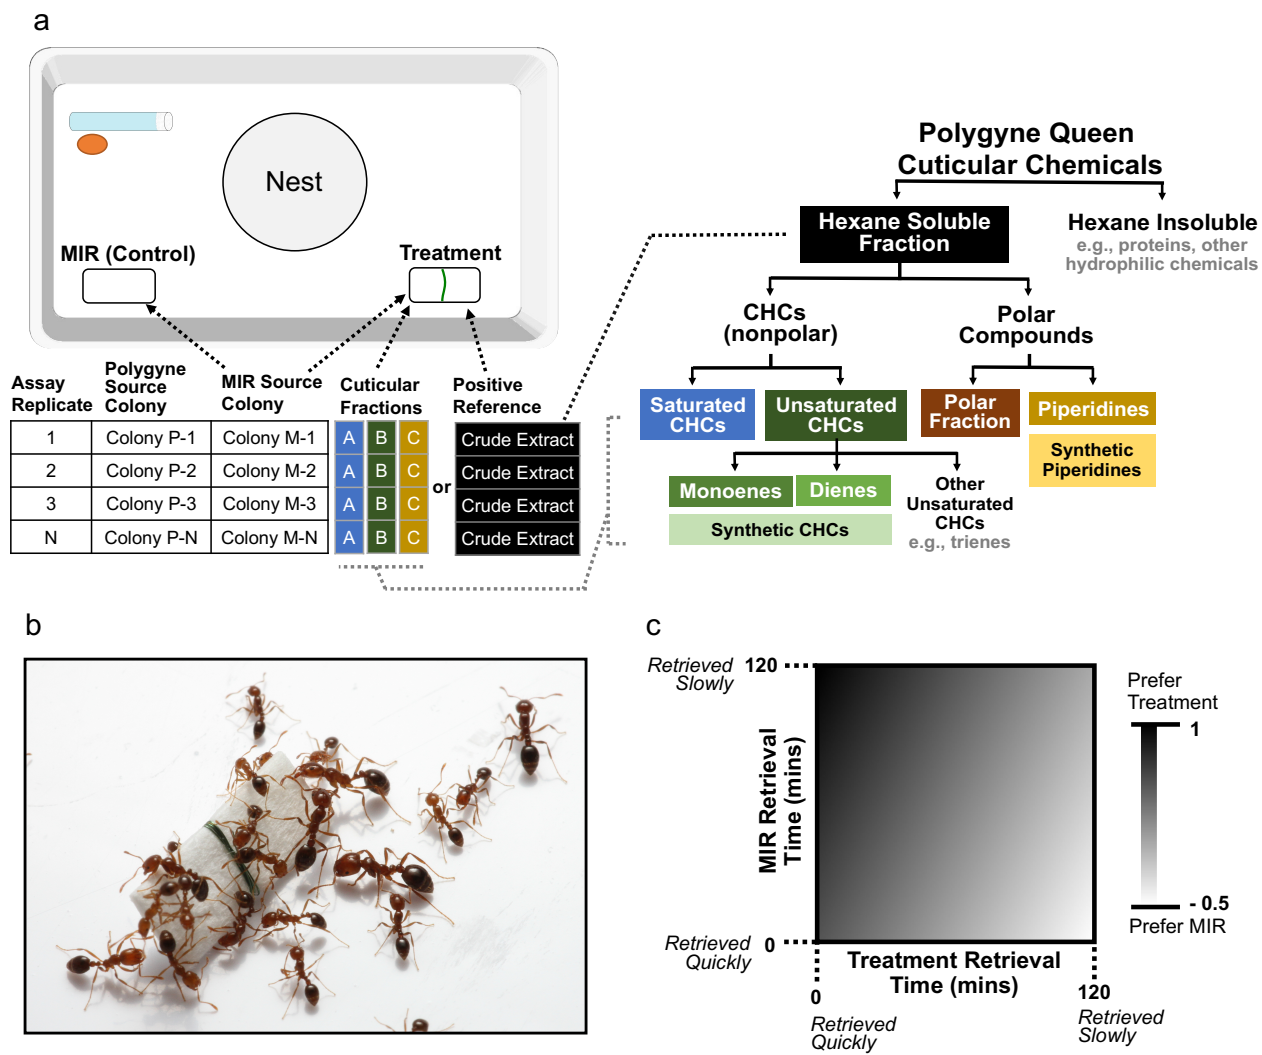 a
Nest
MIR (Control)
Treatment
Assay
Replicate
Polygyne
Source
Colony
MIR Source
Colony
Cuticular
Fractions
Positive
Reference
1 Colony P-1 Colony M-1 A B C Crude Extract
2 Colony P-2 Colony M-2 A B C Crude Extract
or
3 Colony P-3 Colony M-3 A B C Crude Extract
N Colony P-N Colony M-N A B C Crude Extract
Polygyne Queen
Cuticular Chemicals
Hexane Soluble
Fraction
Hexane Insoluble
e.g., proteins, other
hydrophilic chemicals
CHCs
(nonpolar)
Polar
Compounds
Saturated
CHCs
Unsaturated
CHCs
Polar
Fraction
Piperidines
Synthetic
Piperidines
Monoenes
Dienes
Other
Unsaturated
CHCs
e.g., trienes
Synthetic CHCs
b
c
Retrieved
Slowly
120
MIR Retrieval
Time (mins)
Retrieved
Quickly
0
Treatment Retrieval
Time (mins)
0
Retrieved
Quickly
120
Retrieved
Slowly
Prefer
Treatment
1
- 0.5
Prefer MIR